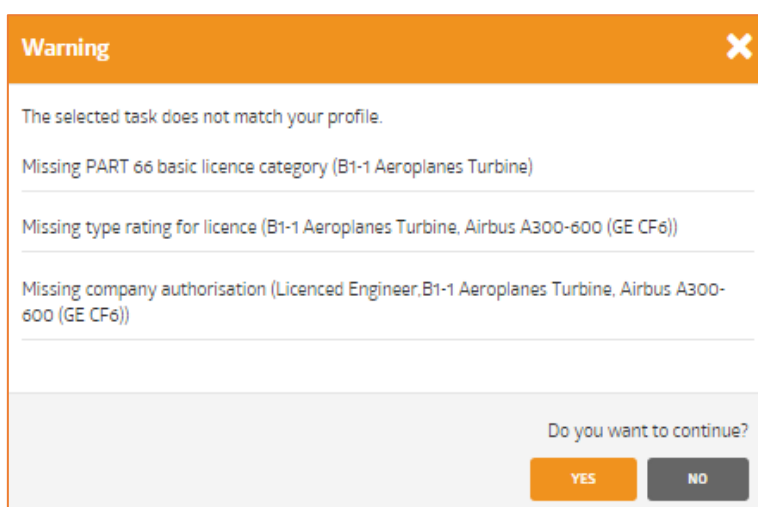 Warning
The selected task does not match your profile.
Missing PART 66 basic licence category (B1-1 Aeroplanes Turbine)
Missing type rating for licence (B1-1 Aeroplanes Turbine, Airbus A300-600 (GE CF6))
Missing company authorisation (Licenced Engineer,B1-1 Aeroplanes Turbine, Airbus A300-
600 (GE CF6))
Do you want to continue?
YES NO